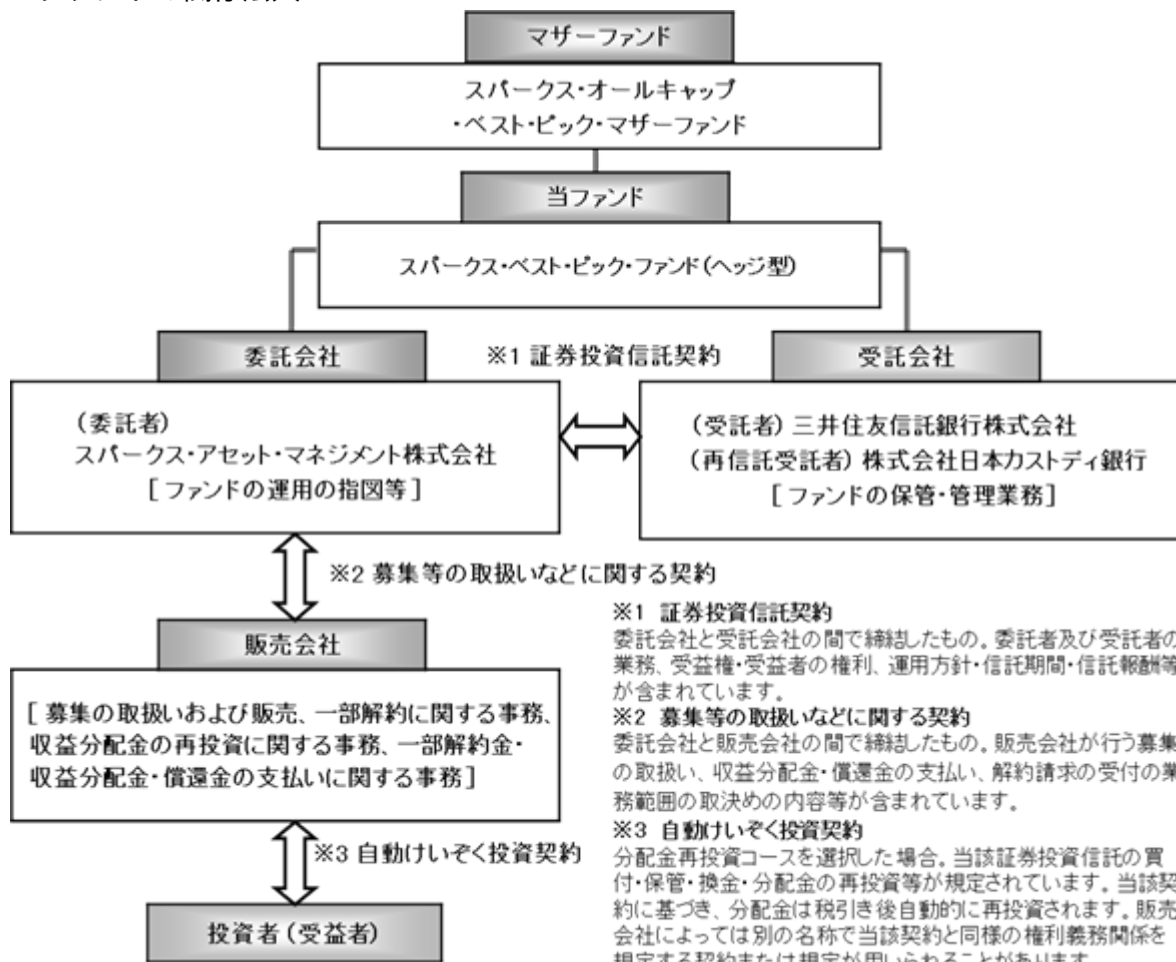 マザーファンド
スパークス・オールキャップ
・ベスト・ピック・マザーファンド
当ファンド
スパークス・ベスト・ピック・ファンド(ヘッジ型)
委託会社
※1 証券投資信託契約
受託会社
(委託者)
スパークス・アセット・マネジメント株式会社
[ファンドの運用の指図等]
(受託者) 三井住友信託銀行株式会社
(再信託受託者) 株式会社日本カストディ銀行
[ファンドの保管・管理業務]
※2 募集等の取扱いなどに関する契約
販売会社
[ 募集の取扱いおよび販売、一部解約に関する事務、
収益分配金の再投資に関する事務、一部解約金・
収益分配金・償還金の支払いに関する事務]
※3 自動けいぞく投資契約
投資者(受益者)
※1 証券投資信託契約
委託会社と受託会社の間で締結したもの。委託者及び受託者の
業務、受益権・受益者の権利、運用方針・信託期間・信託報酬等
が含まれています。
※2 募集等の取扱いなどに関する契約
委託会社と販売会社の間で締結したもの。販売会社が行う募集
の取扱い、収益分配金・償還金の支払い、解約請求の受付の業
務範囲の取決めの内容等が含まれています。
※3 自動けいぞく投資契約
分配金再投資コースを選択した場合。当該証券投資信託の買
付・保管・換金・分配金の再投資等が規定されています。当該契
約に基づき、分配金は税引き後自動的に再投資されます。販売
会社によっては別の名称で当該契約と同様の権利義務関係を
規定する契約または規定が用いられることがあります。